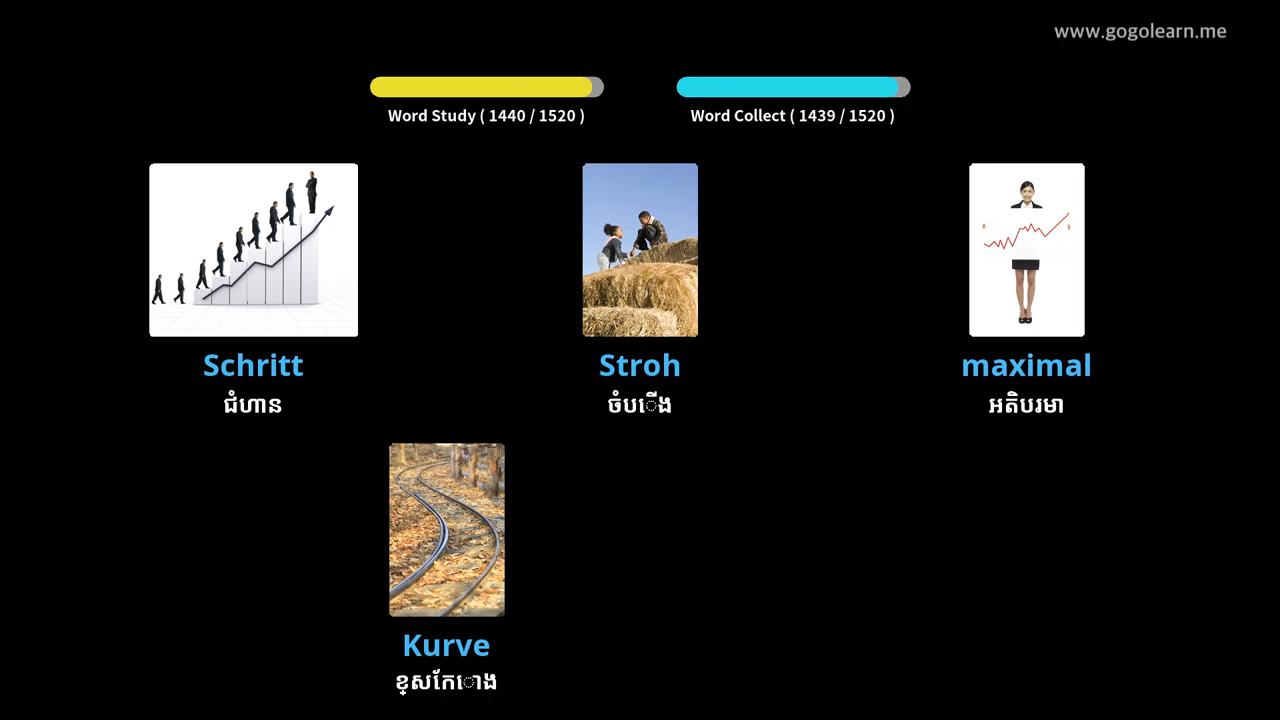 www.gogolearn.me
Word Study ( 1440 / 1520 )
Word Collect ( 1439 / 1520 )
Schritt
Stroh
maximal
ជំហាន
ចំបើង
អតិបរមា
Kurve
ខ្សែកោង